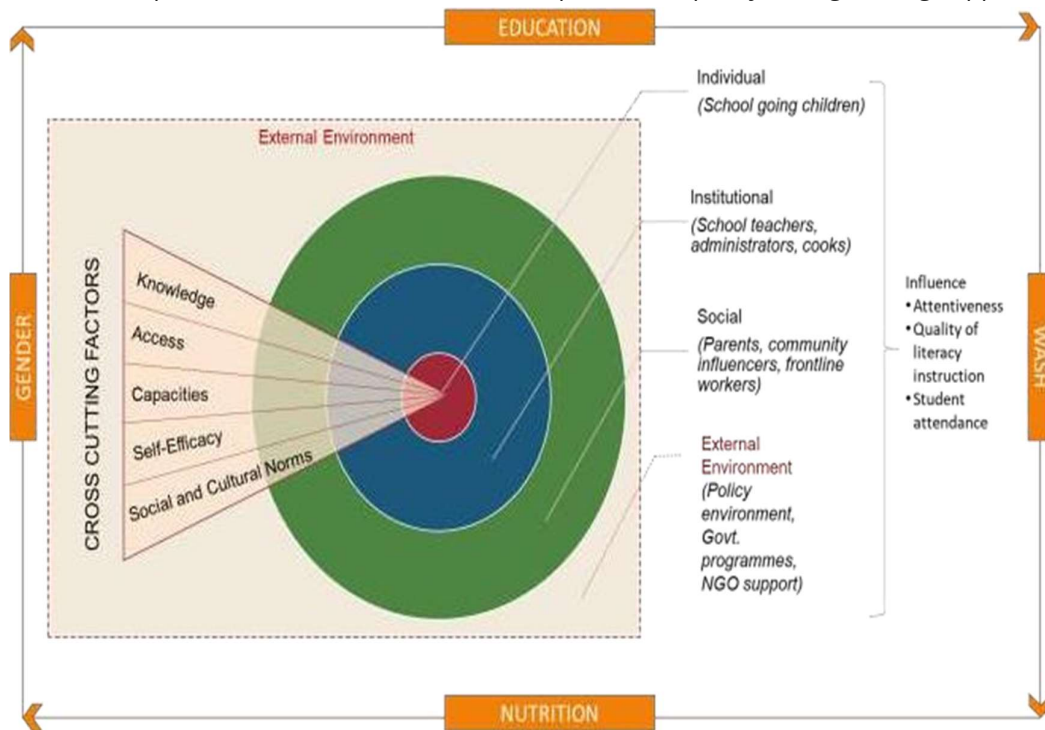 EDUCATION
External Environment
CROSS CUTTING FACTORS
Knowledge
Access
Capacities
Self-Efficacy
Social and Cultural Norms
Individual
(School going children)
Institutional
(School teachers,
administrators, cooks)
Social
(Parents, community
influencers, frontline
workers)
External
Environment
(Policy
environment,
Govt.
programmes,
NGO support)
Influence
•Attentiveness
•Quality of
literacy
instruction
•Student
attendance
GENDER
WASH
NUTRITION